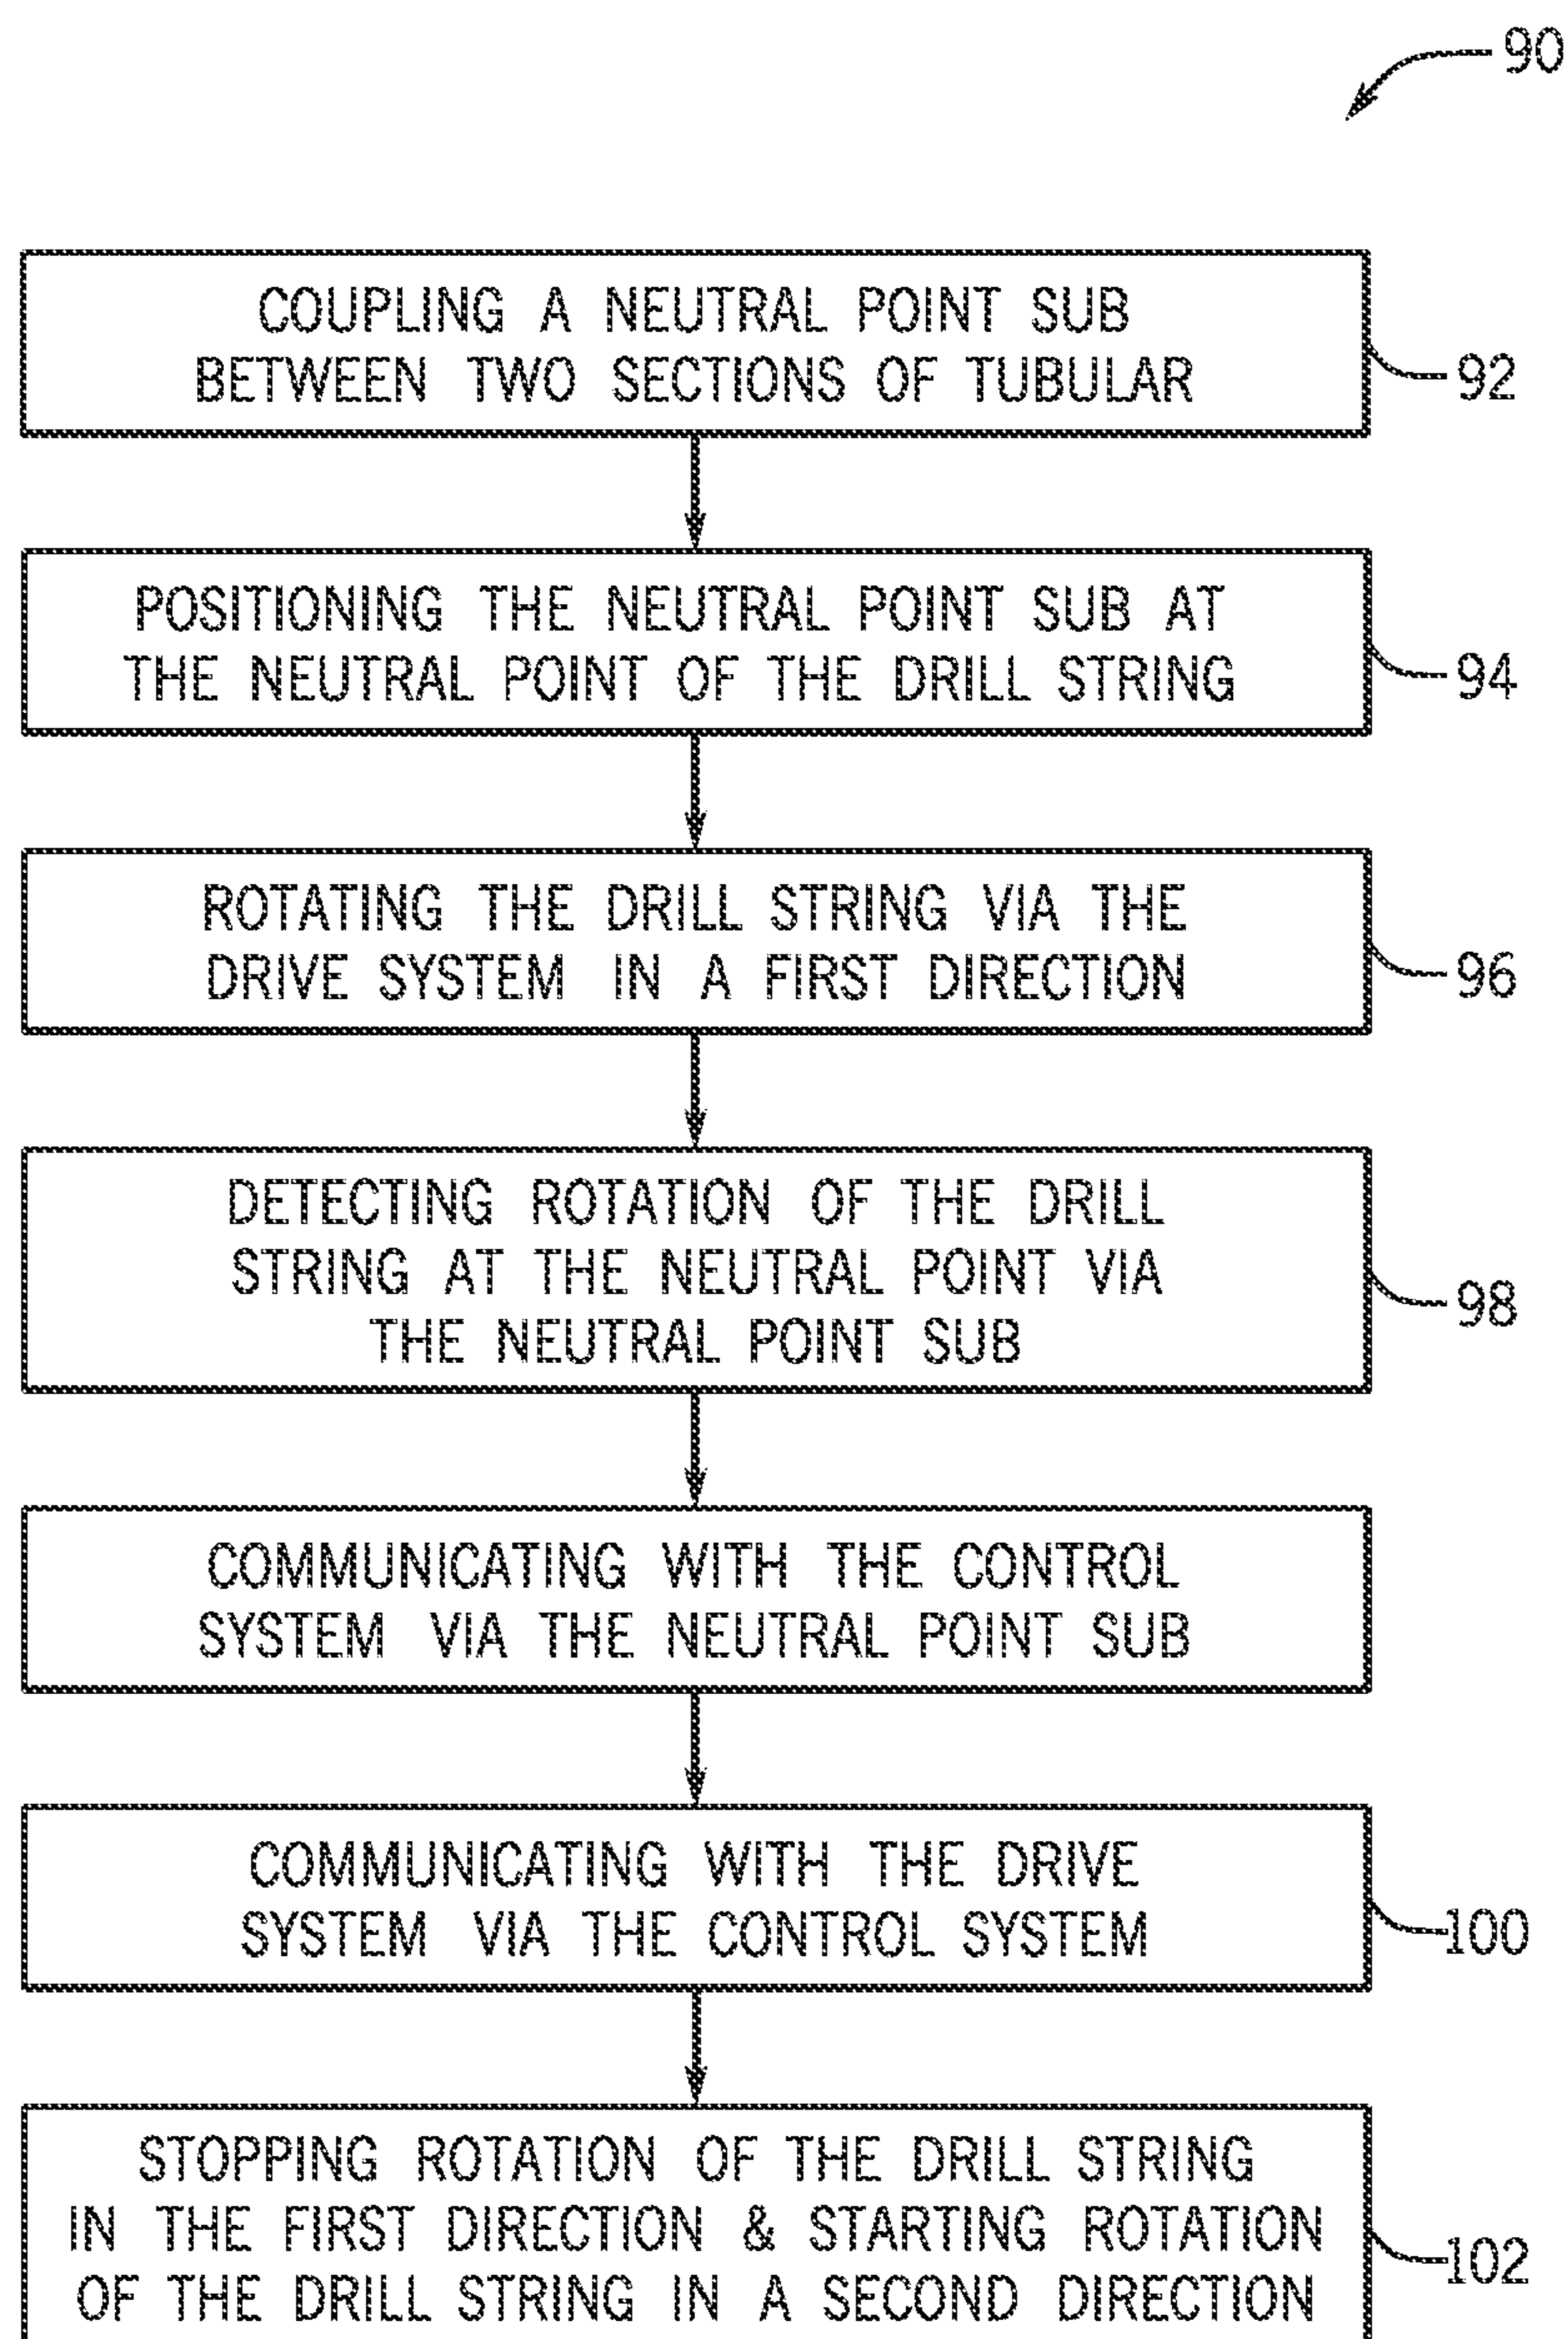 90
COUPLING A NEUTRAL POINT SUB
BETWEEN TWO SECTIONS OF TUBULAR
92
POSITIONING THE NEUTRAL POINT SUB AT
THE NEUTRAL POINT OF THE DRILL STRING
94
ROTATING THE DRILL STRING VIA THE
DRIVE SYSTEM IN A FIRST DIRECTION
96
DETECTING ROTATION OF THE DRILL
STRING AT THE NEUTRAL POINT VIA
THE NEUTRAL POINT SUB
98
COMMUNICATING WITH THE CONTROL
SYSTEM VIA THE NEUTRAL POINT SUB
COMMUNICATING WITH THE DRIVE
SYSTEM VIA THE CONTROL SYSTEM
100
STOPPING ROTATION OF THE DRILL STRING
IN THE FIRST DIRECTION & STARTING ROTATION
OF THE DRILL STRING IN A SECOND DIRECTION
102